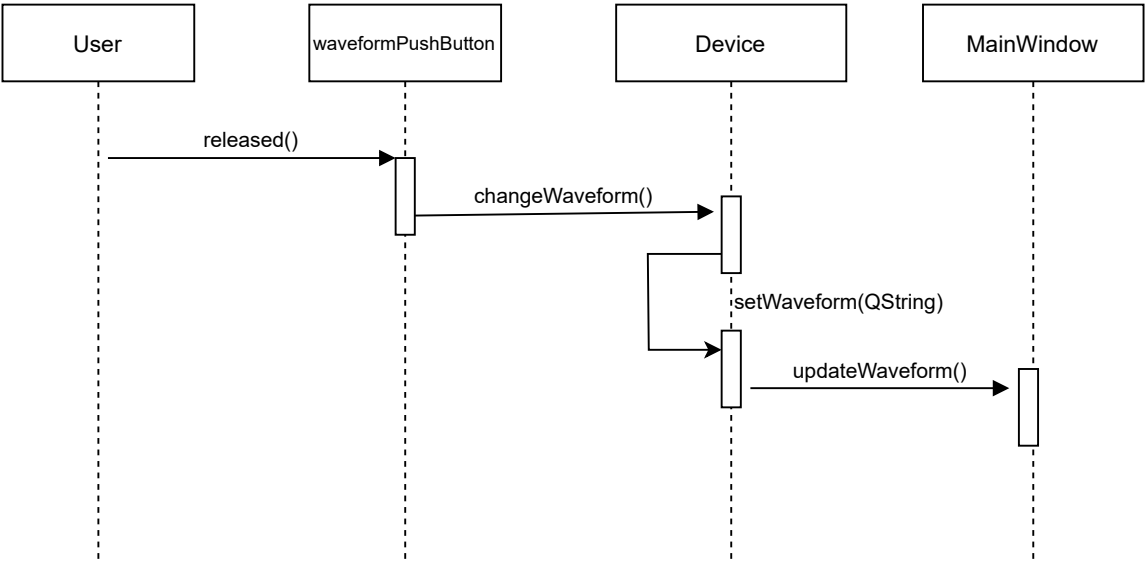 User
waveformPushButton
Device
MainWindow
released()
changeWaveform()
setWaveform(QString)
updateWaveform()